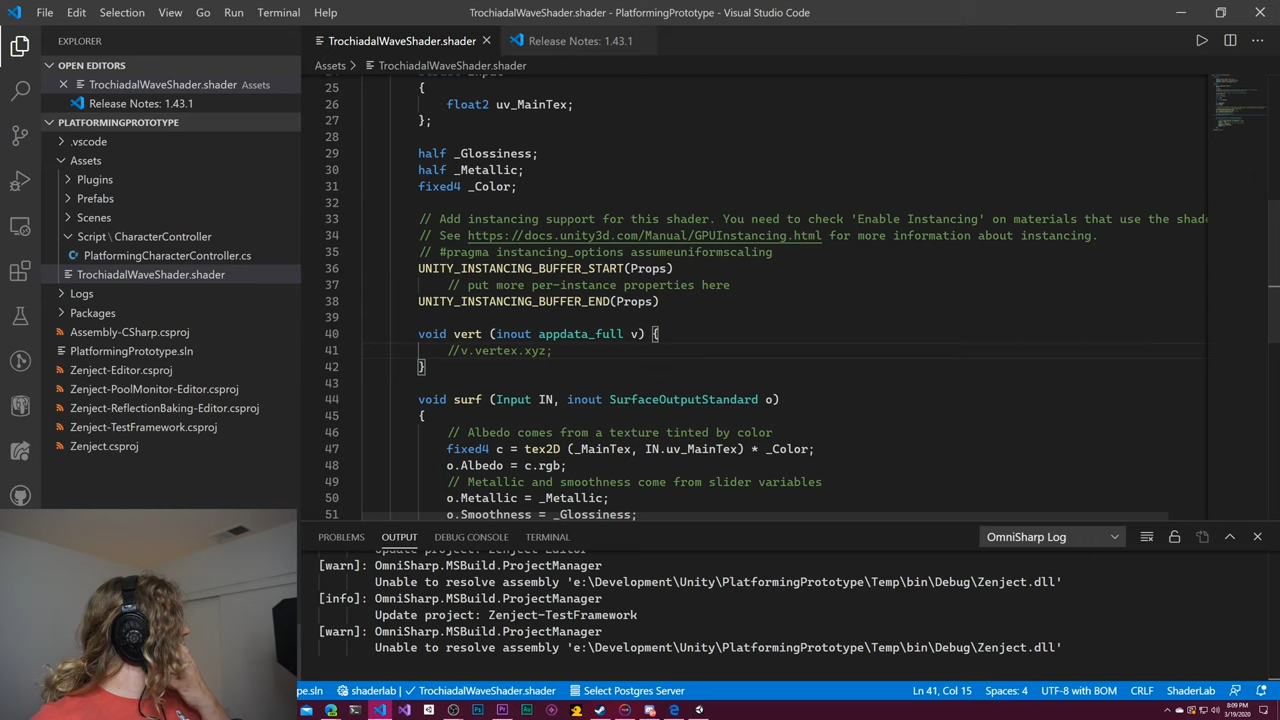 File Edit Selection View Go Run Terminal Help
TrochiadalWaveShader.shader - PlatformingPrototype - Visual Studio Code
EXPLORER
OPEN EDITORS
TrochiadalWaveShader.shader Assets
Release Notes: 1.43.1
PLATFORMINGPROTOTYPE
.vscode
Assets
Plugins
Prefabs
Scenes
Script \ CharacterController
PlatformingCharacterController.cs
TrochiadalWaveShader.shader
Logs
Packages
Assembly-CSharp.csproj
PlatformingPrototype.sln
Zenject-Editor.csproj
Zenject-PoolMonitor-Editor.csproj
Zenject-ReflectionBaking-Editor.csproj
Zenject-TestFramework.csproj
Zenject.csproj
TrochiadalWaveShader.shader
Release Notes: 1.43.1
Assets > TrochiadalWaveShader.shader
25 {
26 float2 uv_MainTex;
27 };
28
29 half _Glossiness;
30 half _Metallic;
31 fixed4 _Color;
32
33 // Add instancing support for this shader. You need to check 'Enable Instancing' on materials that use the shade
34 // See https://docs.unity3d.com/Manual/GPUInstancing.html for more information about instancing.
35 // #pragma instancing_options assumeuniformscaling
36 UNITY_INSTANCING_BUFFER_START(Props)
37 // put more per-instance properties here
38 UNITY_INSTANCING_BUFFER_END(Props)
39
40 void vert (inout appdata_full v) {
41 //v.vertex.xyz;
42 }
43
44 void surf (Input IN, inout SurfaceOutputStandard o)
45 {
46 // Albedo comes from a texture tinted by color
47 fixed4 c = tex2D (_MainTex, IN.uv_MainTex) * _Color;
48 o.Albedo = c.rgb;
49 // Metallic and smoothness come from slider variables
50 o.Metallic = _Metallic;
51 o.Smoothness = _Glossiness;
PROBLEMS OUTPUT DEBUG CONSOLE TERMINAL
OmniSharp Log
Update project: Zenject-Editor
[warn]: OmniSharp.MSBuild.ProjectManager
Unable to resolve assembly 'e:\Development\Unity\PlatformingPrototype\Temp\bin\Debug\Zenject.dll'
[info]: OmniSharp.MSBuild.ProjectManager
Update project: Zenject-TestFramework
[warn]: OmniSharp.MSBuild.ProjectManager
Unable to resolve assembly 'e:\Development\Unity\PlatformingPrototype\Temp\bin\Debug\Zenject.dll'
pe.sln shaderlab | TrochiadalWaveShader.shader Select Postgres Server
Ln 41, Col 15 Spaces: 4 UTF-8 with BOM CRLF ShaderLab
8:09 PM
3/19/2020